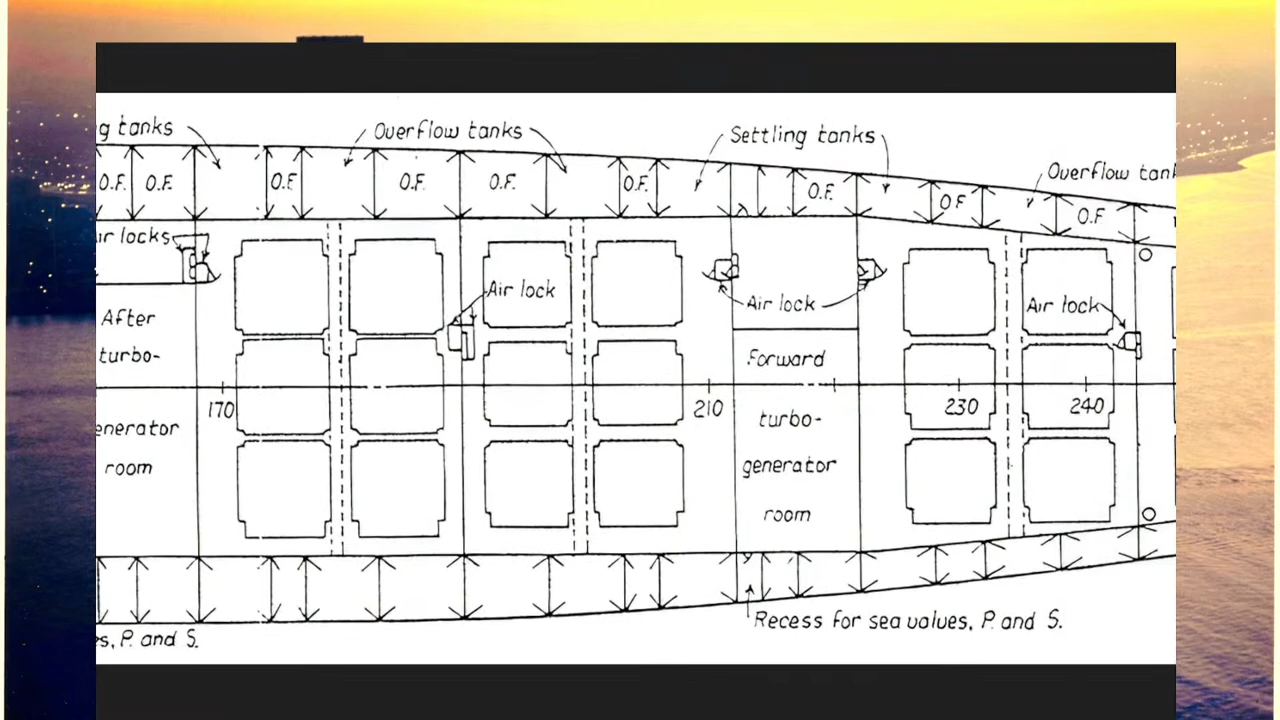 g tanks
Overflow tanks
Settling tanks
Overflow tank
O.F.
O.F.
O.F
O.F.
O.F.
O.F.
O.F.
O.F
O.F
ir locks
Air lock
Air lock
Air lock
After
turbo-
enerator
room
Forward
turbo-
generator
room
170
210
230
240
Recess for sea values, P. and S.
es, P. and S.